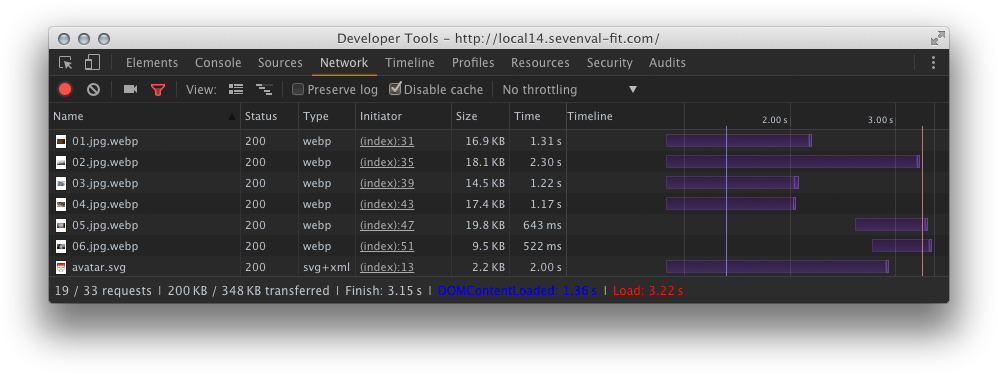 Developer Tools - http://local14.sevenval-fit.com/
Elements Console Sources Network Timeline Profiles Resources Security Audits
View: Preserve log Disable cache No throttling
Name Status Type Initiator Size Time Timeline 2.00 s 3.00 s
01.jpg.webp 200 webp (index):31 16.9 KB 1.31 s
02.jpg.webp 200 webp (index):35 18.1 KB 2.30 s
03.jpg.webp 200 webp (index):39 14.5 KB 1.22 s
04.jpg.webp 200 webp (index):43 17.4 KB 1.17 s
05.jpg.webp 200 webp (index):47 19.8 KB 643 ms
06.jpg.webp 200 webp (index):51 9.5 KB 522 ms
avatar.svg 200 svg+xml (index):13 2.2 KB 2.00 s
19 / 33 requests | 200 KB / 348 KB transferred | Finish: 3.15 s | DOMContentLoaded: 1.36 s | Load: 3.22 s